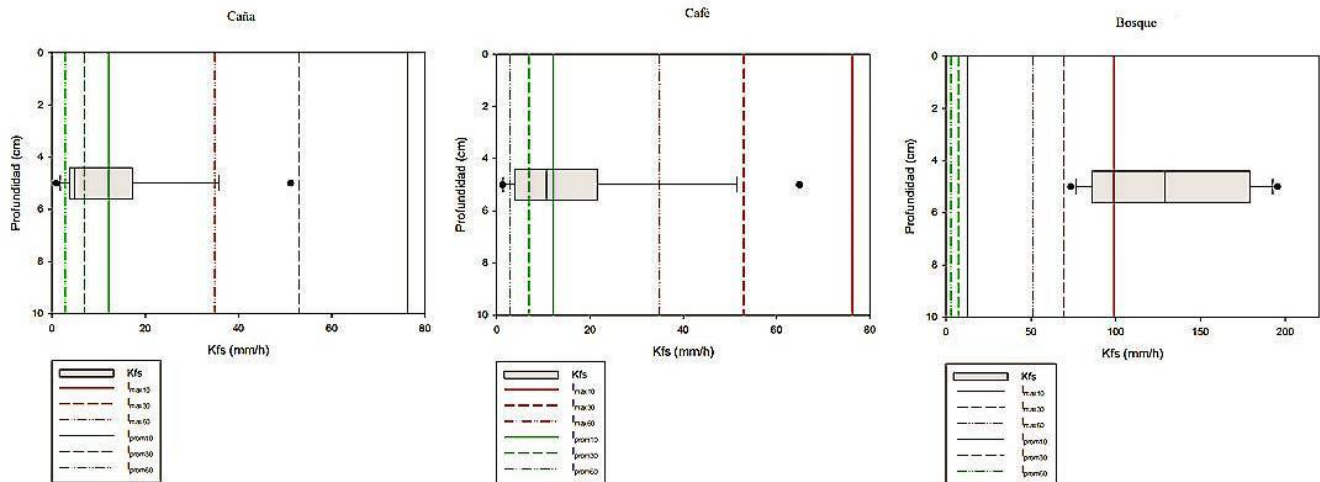 Caña
0
2
4
6
8
10
Profundidad (cm)
0 20 40 60 80
Kfs (mm/h)
Kfs
Imax10
Imax30
Imax60
Iprom10
Iprom30
Iprom60
Café
0
2
4
6
8
10
Profundidad (cm)
0 20 40 60 80
Kfs (mm/h)
Kfs
Imax10
Imax30
Imax60
Iprom10
Iprom30
Iprom60
Bosque
0
2
4
6
8
10
Profundidad (cm)
0 50 100 150 200
Kfs (mm/h)
Kfs
Imax10
Imax30
Imax60
Iprom10
Iprom30
Iprom60